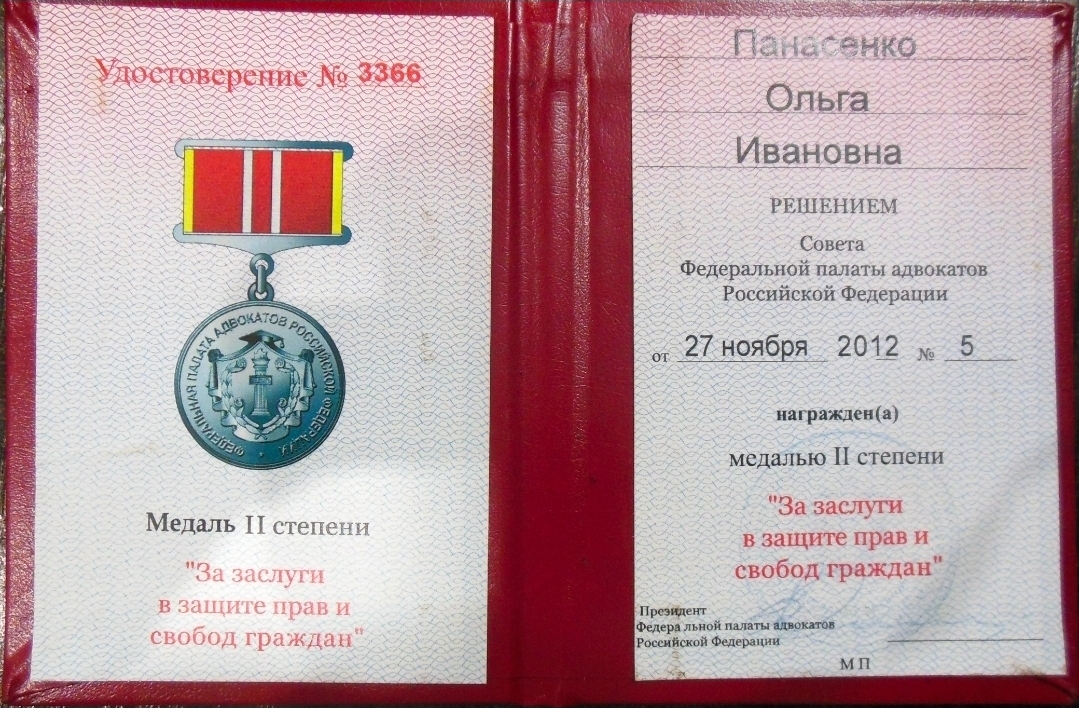 Удостоверение № 3366
ФЕДЕРАЛЬНАЯ ПАЛАТА АДВОКАТОВ РОССИЙСКОЙ ФЕДЕРАЦИИ
Медаль II степени
"За заслуги
в защите прав и
свобод граждан"
Панасенко
Ольга
Ивановна
РЕШЕНИЕМ
Совета
Федеральной палаты адвокатов
Российской Федерации
от 27 ноября 2012 № 5
награжден(а)
медалью II степени
"За заслуги
в защите прав и
свобод граждан"
Президент
Федера льной палаты адвокатов
Российской Федерации
М П